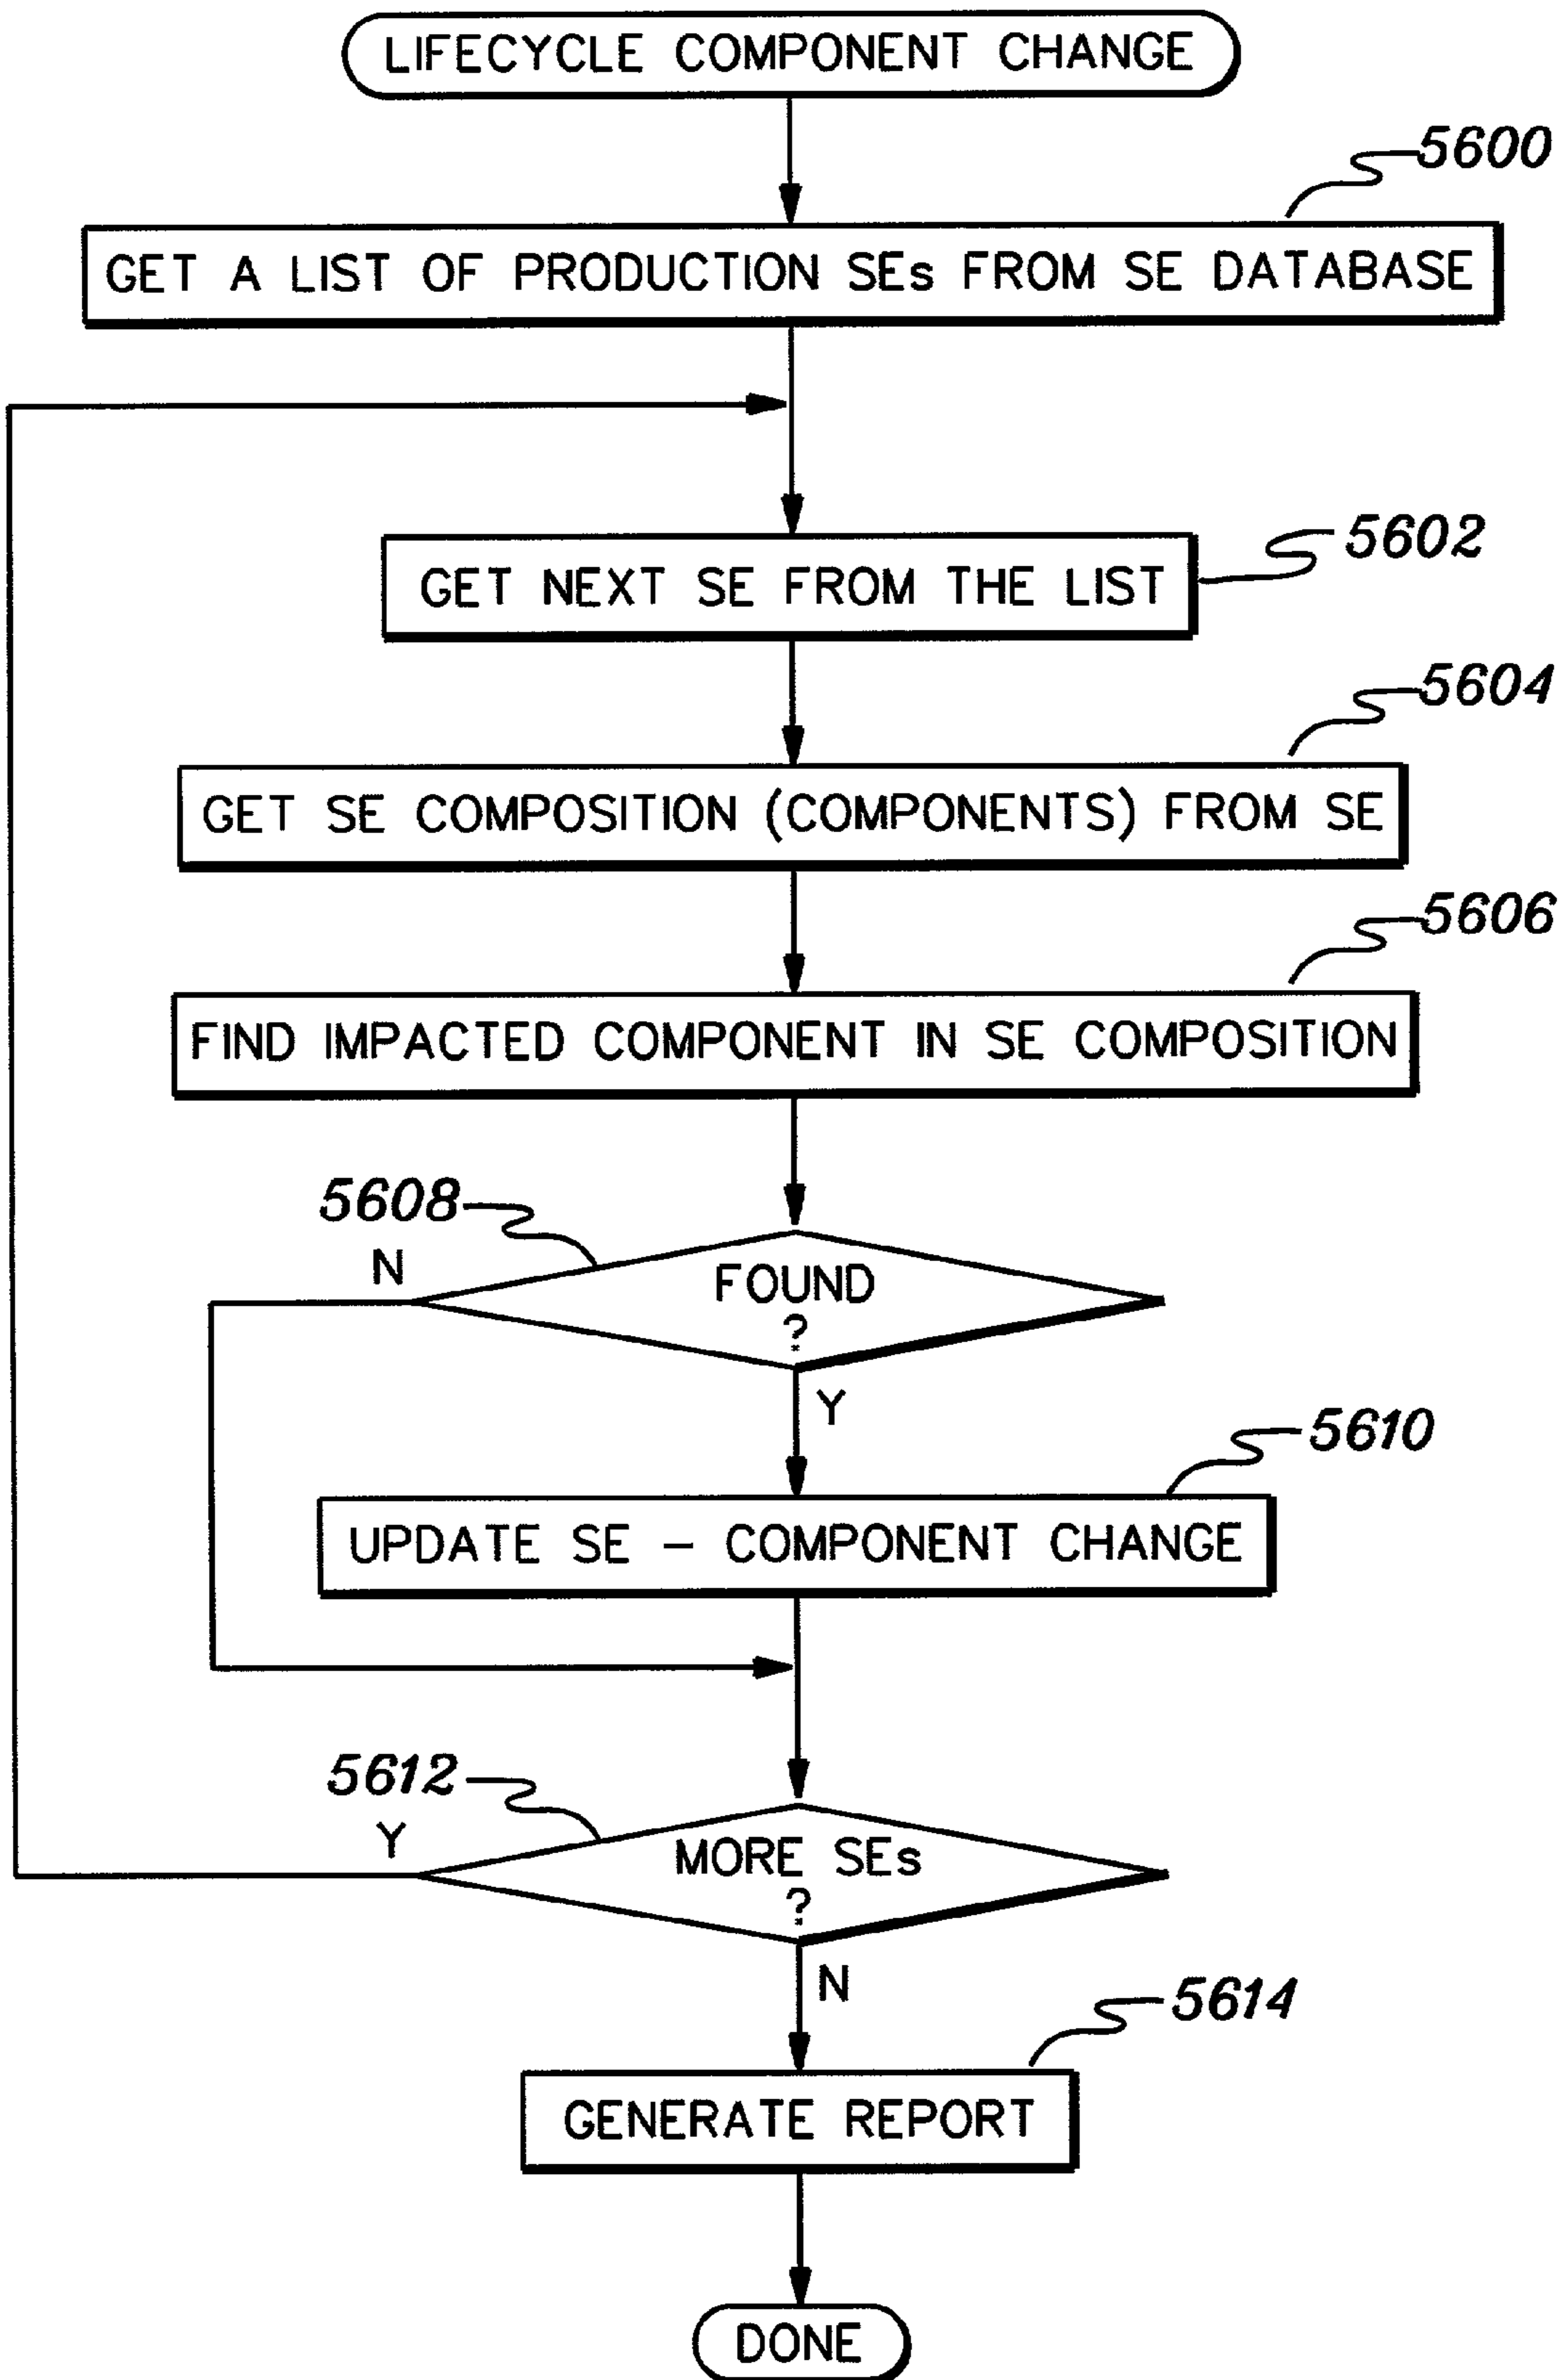 LIFECYCLE COMPONENT CHANGE
5600
GET A LIST OF PRODUCTION SEs FROM SE DATABASE
5602
GET NEXT SE FROM THE LIST
5604
GET SE COMPOSITION (COMPONENTS) FROM SE
5606
FIND IMPACTED COMPONENT IN SE COMPOSITION
5608
N
FOUND
?
Y
5610
UPDATE SE - COMPONENT CHANGE
5612
Y
MORE SEs
?
N
5614
GENERATE REPORT
DONE